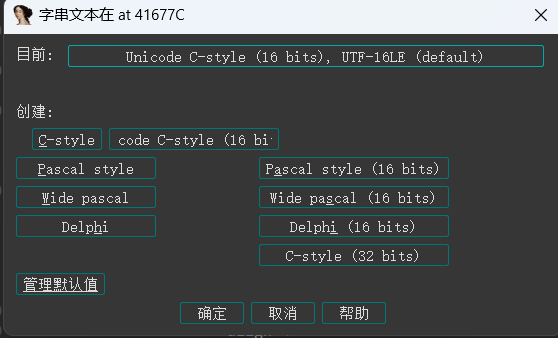 字串文本在 at 41677C
目前: Unicode C-style (16 bits), UTF-16LE (default)
创建:
C-style code C-style (16 bi
Pascal style Pascal style (16 bits)
Wide pascal Wide pascal (16 bits)
Delphi Delphi (16 bits)
C-style (32 bits)
管理默认值
确定 取消 帮助